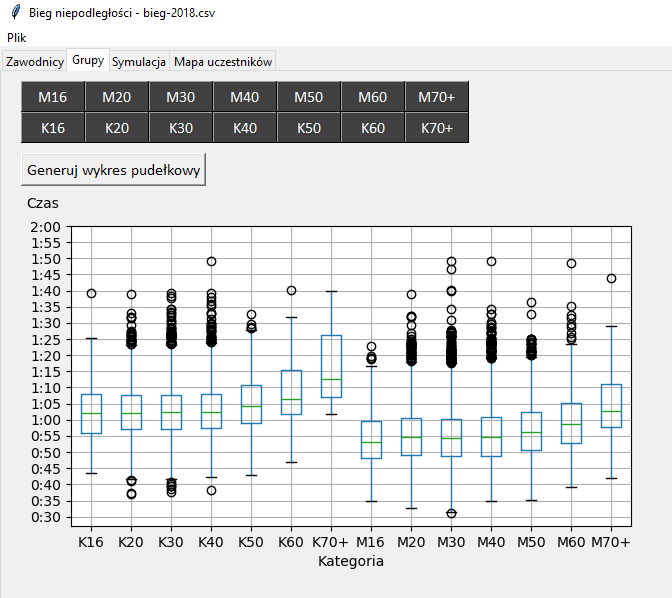 Bieg niepodległości - bieg-2018.csv
Plik
Zawodnicy Grupy Symulacja Mapa uczestników
M16 M20 M30 M40 M50 M60 M70+
K16 K20 K30 K40 K50 K60 K70+
Generuj wykres pudełkowy
Czas
2:00
1:55
1:50
1:45
1:40
1:35
1:30
1:25
1:20
1:15
1:10
1:05
1:00
0:55
0:50
0:45
0:40
0:35
0:30
K16 K20 K30 K40 K50 K60 K70+ M16 M20 M30 M40 M50 M60 M70+
Kategoria